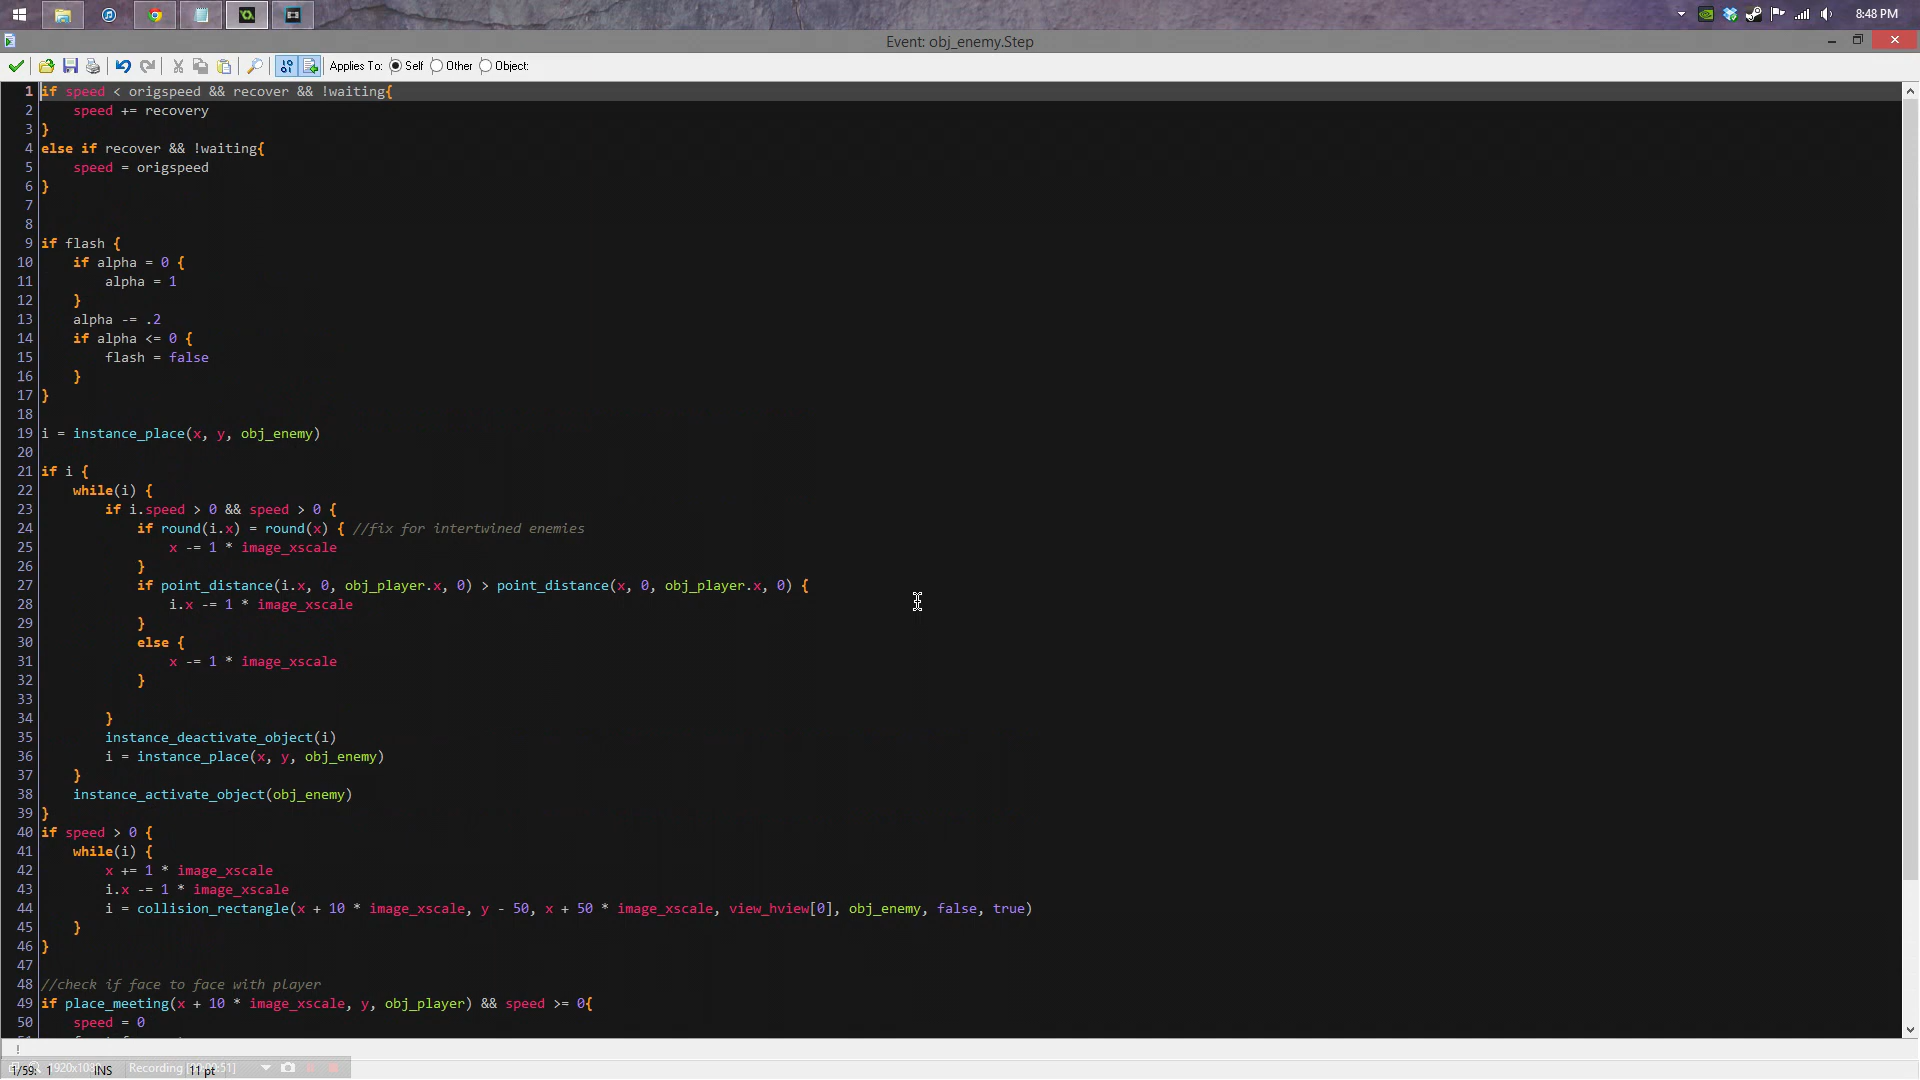 8:48 PM
Event: obj_enemy.Step
Applies To: Self Other Object:
1 if speed < origspeed && recover && !waiting{
2     speed += recovery
3 }
4 else if recover && !waiting{
5     speed = origspeed
6 }
7
8
9 if flash {
10     if alpha = 0 {
11         alpha = 1
12     }
13     alpha -= .2
14     if alpha <= 0 {
15         flash = false
16     }
17 }
18
19 i = instance_place(x, y, obj_enemy)
20
21 if i {
22     while(i) {
23         if i.speed > 0 && speed > 0 {
24             if round(i.x) = round(x) { //fix for intertwined enemies
25                 x -= 1 * image_xscale
26             }
27             if point_distance(i.x, 0, obj_player.x, 0) > point_distance(x, 0, obj_player.x, 0) {
28                 i.x -= 1 * image_xscale
29             }
30             else {
31                 x -= 1 * image_xscale
32             }
33
34         }
35         instance_deactivate_object(i)
36         i = instance_place(x, y, obj_enemy)
37     }
38     instance_activate_object(obj_enemy)
39 }
40 if speed > 0 {
41     while(i) {
42         x += 1 * image_xscale
43         i.x -= 1 * image_xscale
44         i = collision_rectangle(x + 10 * image_xscale, y - 50, x + 50 * image_xscale, view_hview[0], obj_enemy, false, true)
45     }
46 }
47
48 //check if face to face with player
49 if place_meeting(x + 10 * image_xscale, y, obj_player) && speed >= 0{
50     speed = 0
!
1/59: 1 INS 11 pt
Recording